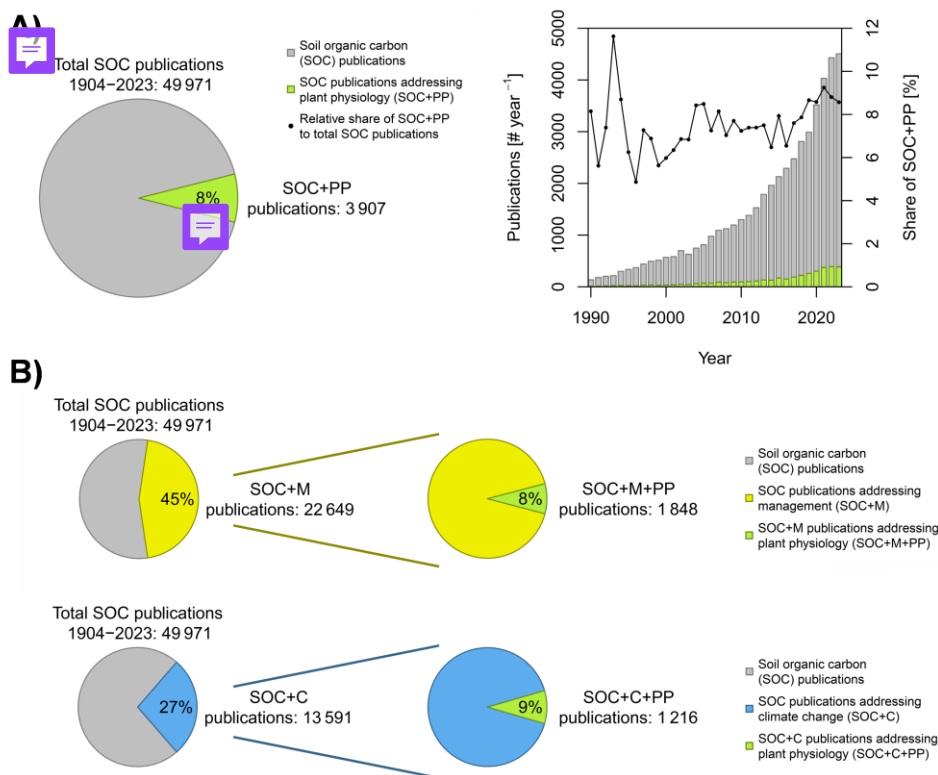 A)
Total SOC publications
1904−2023: 49 971
8%
SOC+PP
publications: 3 907
Soil organic carbon
(SOC) publications
SOC publications addressing
plant physiology (SOC+PP)
Relative share of SOC+PP
to total SOC publications
Publications [# year −1]
5000
4000
3000
2000
1000
0
12
10
8
6
4
2
0
Share of SOC+PP [%]
1990
2000
2010
2020
Year
B)
Total SOC publications
1904−2023: 49 971
45%
SOC+M
publications: 22 649
8%
SOC+M+PP
publications: 1 848
Soil organic carbon
(SOC) publications
SOC publications addressing
management (SOC+M)
SOC+M publications addressing
plant physiology (SOC+M+PP)
Total SOC publications
1904−2023: 49 971
27%
SOC+C
publications: 13 591
9%
SOC+C+PP
publications: 1 216
Soil organic carbon
(SOC) publications
SOC publications addressing
climate change (SOC+C)
SOC+C publications addressing
plant physiology (SOC+C+PP)